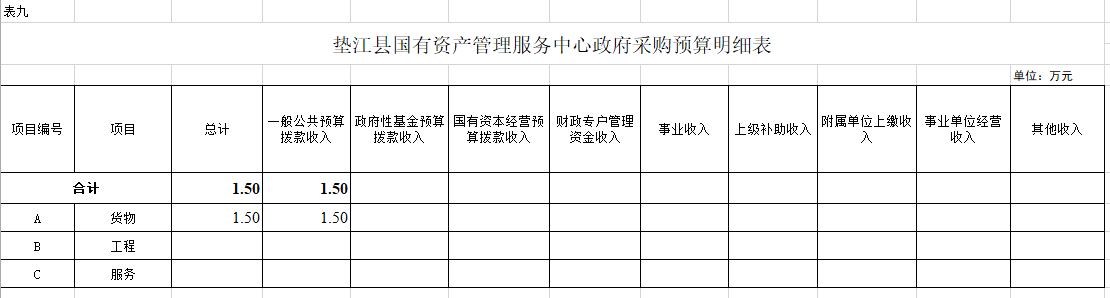 表九
垫江县国有资产管理服务中心政府采购预算明细表
单位：万元
项目编号 项目 总计 一般公共预算拨款收入 政府性基金预算拨款收入 国有资本经营预算拨款收入 财政专户管理资金收入 事业收入 上级补助收入 附属单位上缴收入 事业单位经营收入 其他收入
合计 1.50 1.50
A 货物 1.50 1.50
B 工程
C 服务